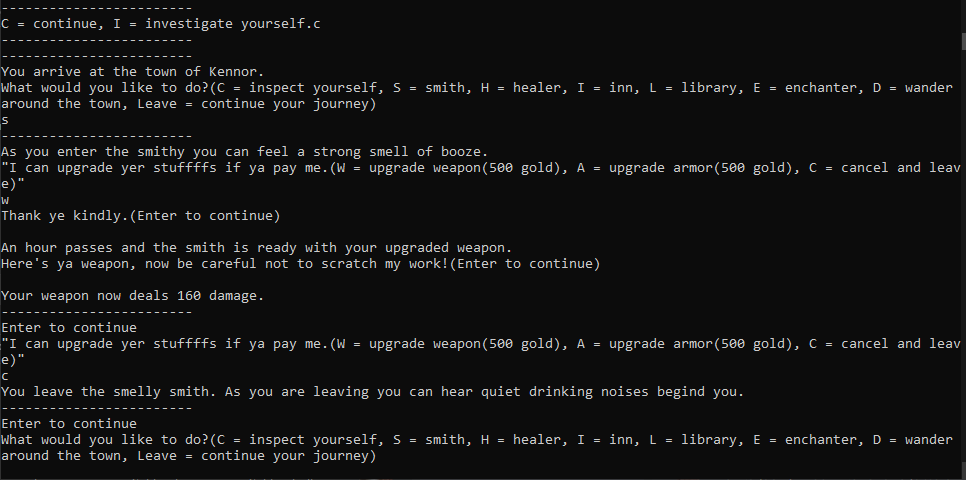 ------------------------
C = continue, I = investigate yourself.c
------------------------
------------------------
You arrive at the town of Kennor.
What would you like to do?(C = inspect yourself, S = smith, H = healer, I = inn, L = library, E = enchanter, D = wander
around the town, Leave = continue your journey)
s
------------------------
As you enter the smithy you can feel a strong smell of booze.
"I can upgrade yer stuffffs if ya pay me.(W = upgrade weapon(500 gold), A = upgrade armor(500 gold), C = cancel and leav
e)"
w
Thank ye kindly.(Enter to continue)
An hour passes and the smith is ready with your upgraded weapon.
Here's ya weapon, now be careful not to scratch my work!(Enter to continue)
Your weapon now deals 160 damage.
------------------------
Enter to continue
"I can upgrade yer stuffffs if ya pay me.(W = upgrade weapon(500 gold), A = upgrade armor(500 gold), C = cancel and leav
e)"
c
You leave the smelly smith. As you are leaving you can hear quiet drinking noises begind you.
------------------------
Enter to continue
What would you like to do?(C = inspect yourself, S = smith, H = healer, I = inn, L = library, E = enchanter, D = wander
around the town, Leave = continue your journey)